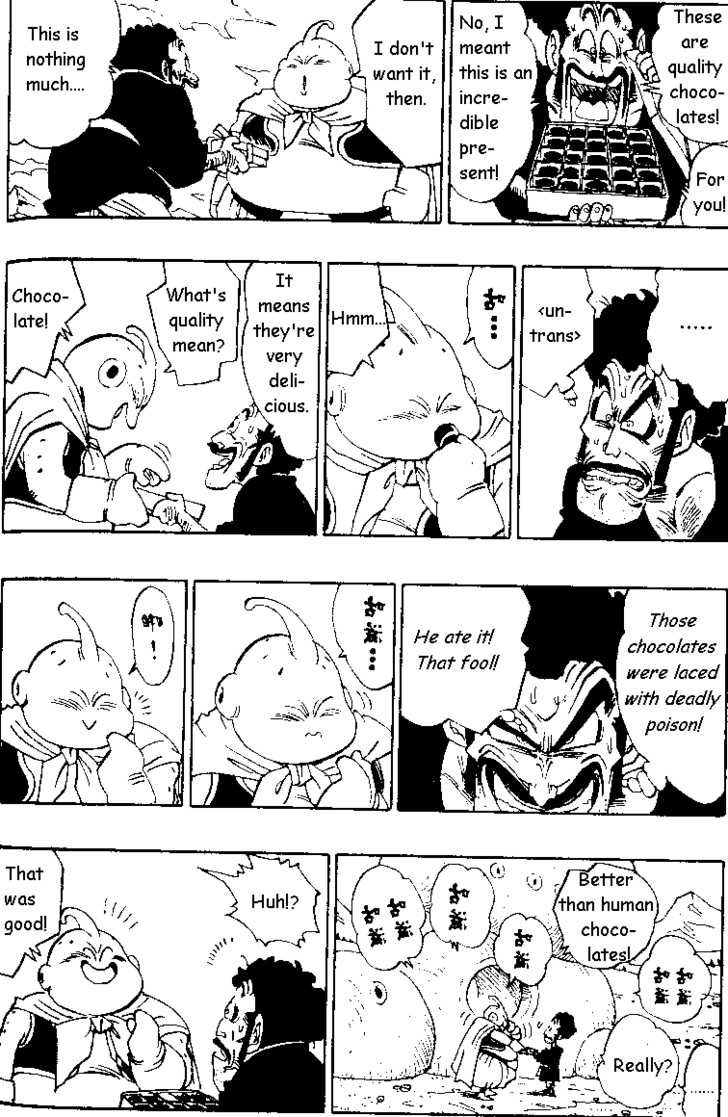 This is
nothing
much....
I don't
want it,
then.
No, I
meant
this is an
incre-
dible
pre-
sent!
These
are
quality
choco-
lates!
For
you!
Choco-
late!
What's
quality
mean?
It
means
they're
very
deli-
cious.
Hmm...
<un-
trans>
.....
He ate it!
That fool!
Those
chocolates
were laced
with deadly
poison!
That
was
good!
Huh!?
Better
than human
choco-
lates!
Really?